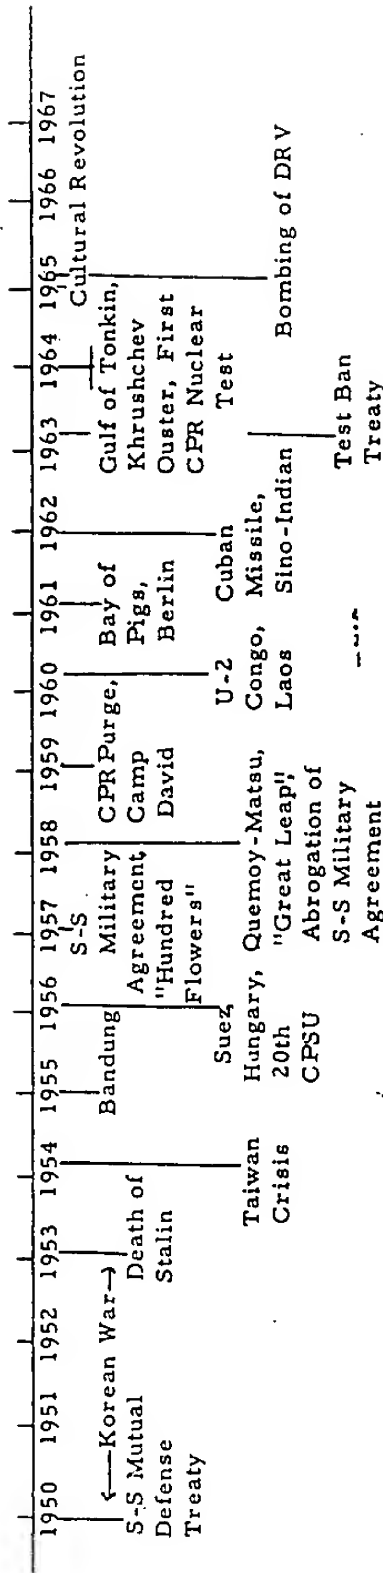 1950 1951 1952 1953 1954 1955 1956 1957 1958 1959 1960 1961 1962 1963 1964 1965 1966 1967
←Korean War→
S-S Mutual
Defense
Treaty
Death of
Stalin
Taiwan
Crisis
Bandung
Suez,
Hungary,
20th
CPSU
S-S
Military
Agreement,
"Hundred
Flowers"
Quemoy-Matsu,
"Great Leap",
Abrogation of
S-S Military
Agreement
CPR Purge,
Camp
David
U-2
Congo,
Laos
Bay of
Pigs,
Berlin
Cuban
Missile,
Sino-Indian
Test Ban
Treaty
Gulf of Tonkin,
Khrushchev
Ouster, First
CPR Nuclear
Test
Bombing of DRV
Cultural Revolution